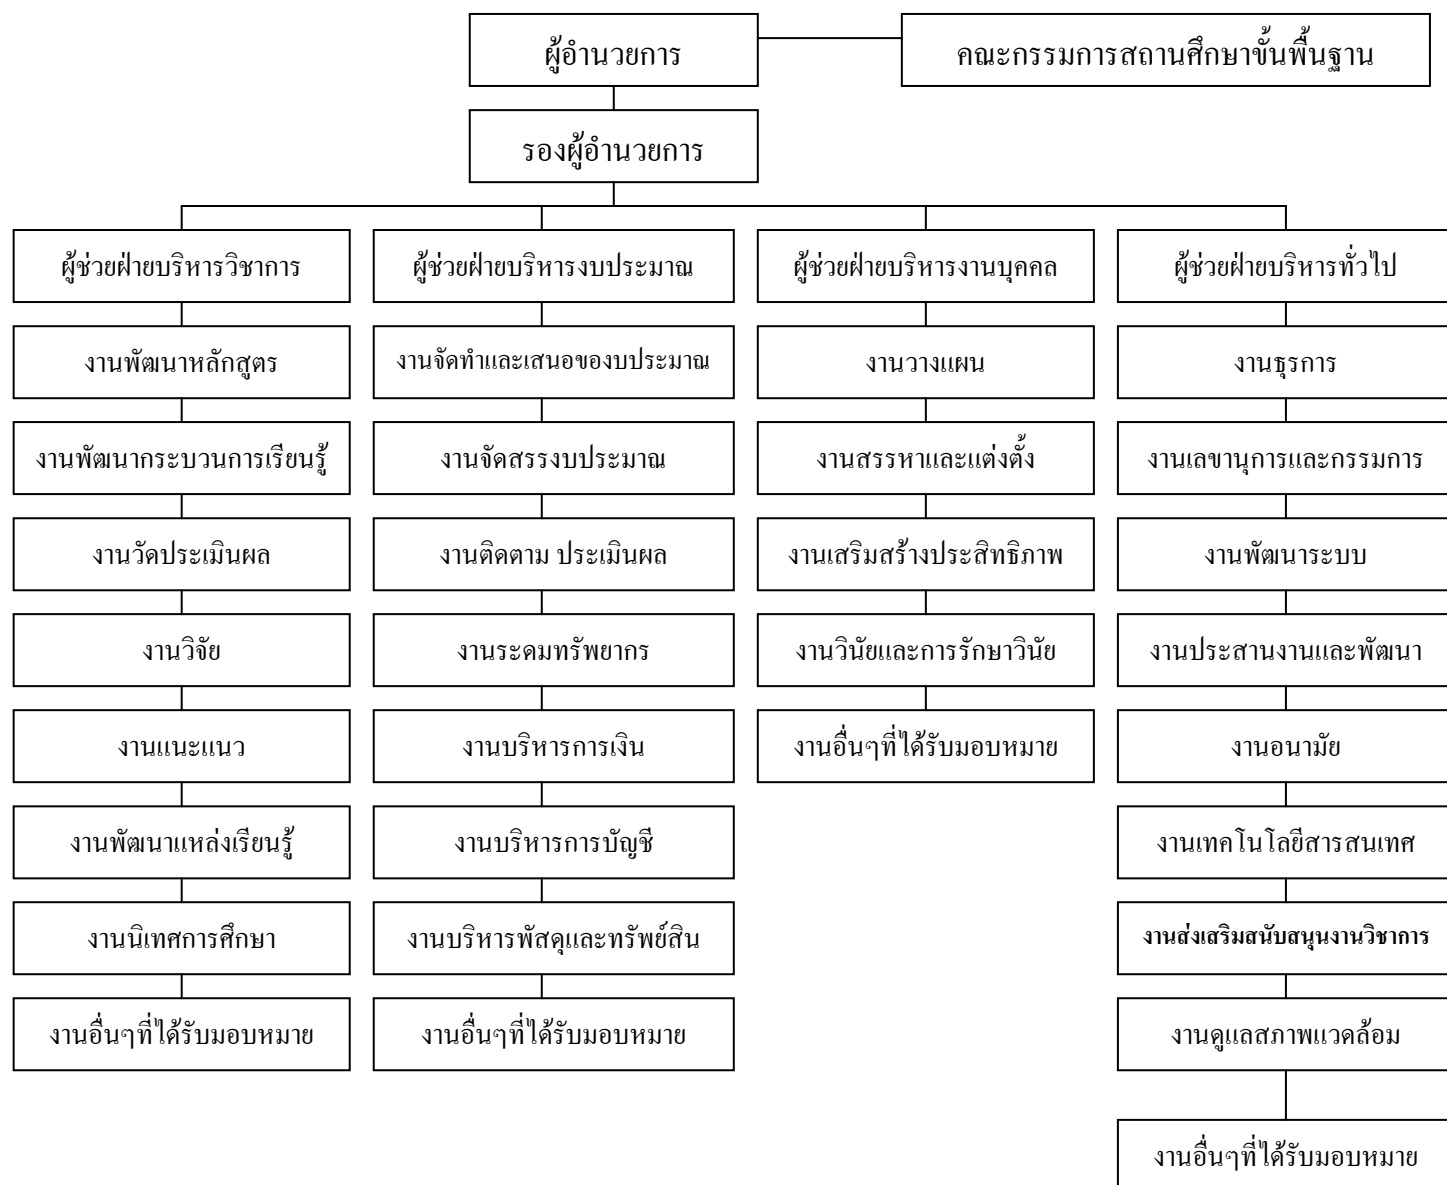 ผู้อำนวยการ
คณะกรรมการสถานศึกษาขั้นพื้นฐาน
รองผู้อำนวยการ
ผู้ช่วยฝ่ายบริหารวิชาการ
งานพัฒนาหลักสูตร
งานพัฒนากระบวนการเรียนรู้
งานวัดประเมินผล
งานวิจัย
งานแนะแนว
งานพัฒนาแหล่งเรียนรู้
งานนิเทศการศึกษา
งานอื่นๆที่ได้รับมอบหมาย
ผู้ช่วยฝ่ายบริหารงบประมาณ
งานจัดทำและเสนอของบประมาณ
งานจัดสรรงบประมาณ
งานติดตาม ประเมินผล
งานระดมทรัพยากร
งานบริหารการเงิน
งานบริหารการบัญชี
งานบริหารพัสดุและทรัพย์สิน
งานอื่นๆที่ได้รับมอบหมาย
ผู้ช่วยฝ่ายบริหารงานบุคคล
งานวางแผน
งานสรรหาและแต่งตั้ง
งานเสริมสร้างประสิทธิภาพ
งานวินัยและการรักษาวินัย
งานอื่นๆที่ได้รับมอบหมาย
ผู้ช่วยฝ่ายบริหารทั่วไป
งานธุรการ
งานเลขานุการและกรรมการ
งานพัฒนาระบบ
งานประสานงานและพัฒนา
งานอนามัย
งานเทคโนโลยีสารสนเทศ
งานส่งเสริมสนับสนุนงานวิชาการ
งานดูแลสภาพแวดล้อม
งานอื่นๆที่ได้รับมอบหมาย